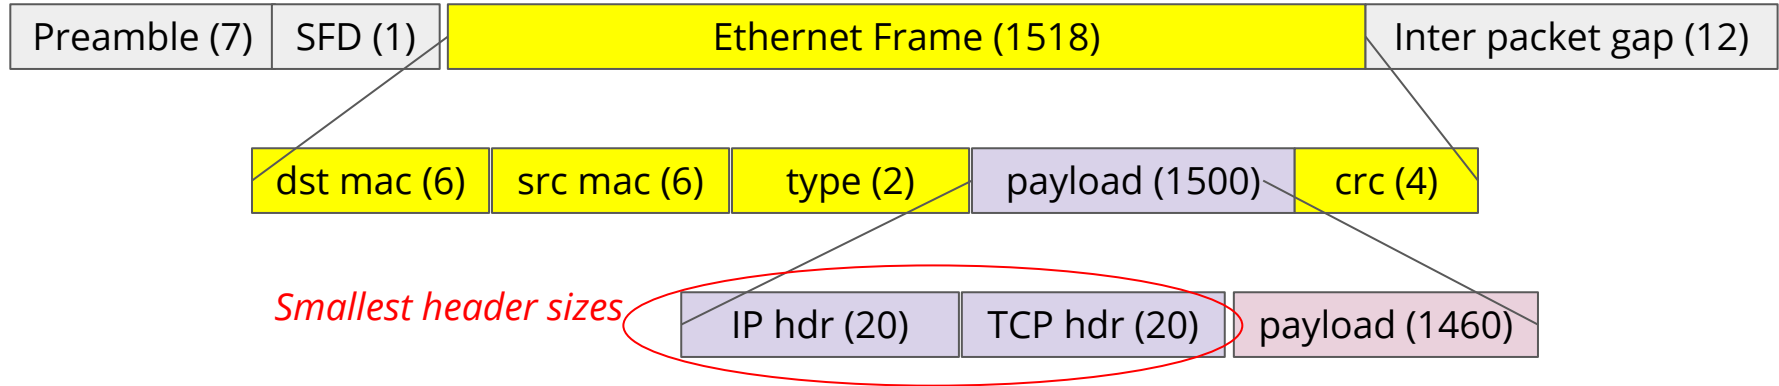 Preamble (7) SFD (1) Ethernet Frame (1518) Inter packet gap (12)
dst mac (6) src mac (6) type (2) payload (1500) crc (4)
Smallest header sizes
IP hdr (20) TCP hdr (20) payload (1460)